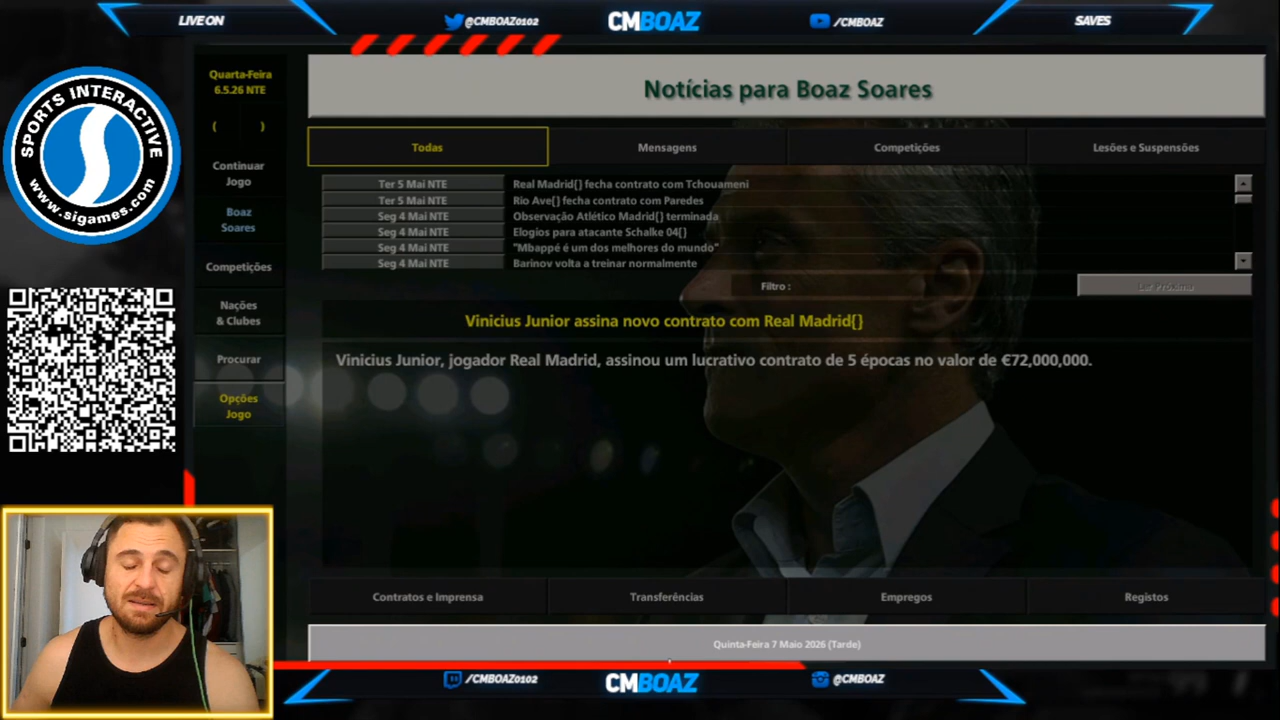 LIVE ON
@CMBOAZ0102
CMBOAZ
/CMBOAZ
SAVES
SPORTS INTERACTIVE
www.sigames.com
Quarta-Feira
6.5.26 NTE
( )
Continuar
Jogo
Boaz
Soares
Competições
Nações
& Clubes
Procurar
Opções
Jogo
Notícias para Boaz Soares
Todas
Mensagens
Competições
Lesões e Suspensões
Ter 5 Mai NTE Real Madrid[] fecha contrato com Tchouameni
Ter 5 Mai NTE Rio Ave[] fecha contrato com Paredes
Seg 4 Mai NTE Observação Atlético Madrid[] terminada
Seg 4 Mai NTE Elogios para atacante Schalke 04[]
Seg 4 Mai NTE "Mbappé é um dos melhores do mundo"
Seg 4 Mai NTE Barinov volta a treinar normalmente
Filtro :
Ler Próxima
Vinicius Junior assina novo contrato com Real Madrid[]
Vinicius Junior, jogador Real Madrid, assinou um lucrativo contrato de 5 épocas no valor de €72,000,000.
Contratos e Imprensa
Transferências
Empregos
Registos
Quinta-Feira 7 Maio 2026 (Tarde)
/CMBOAZ0102
CMBOAZ
@CMBOAZ